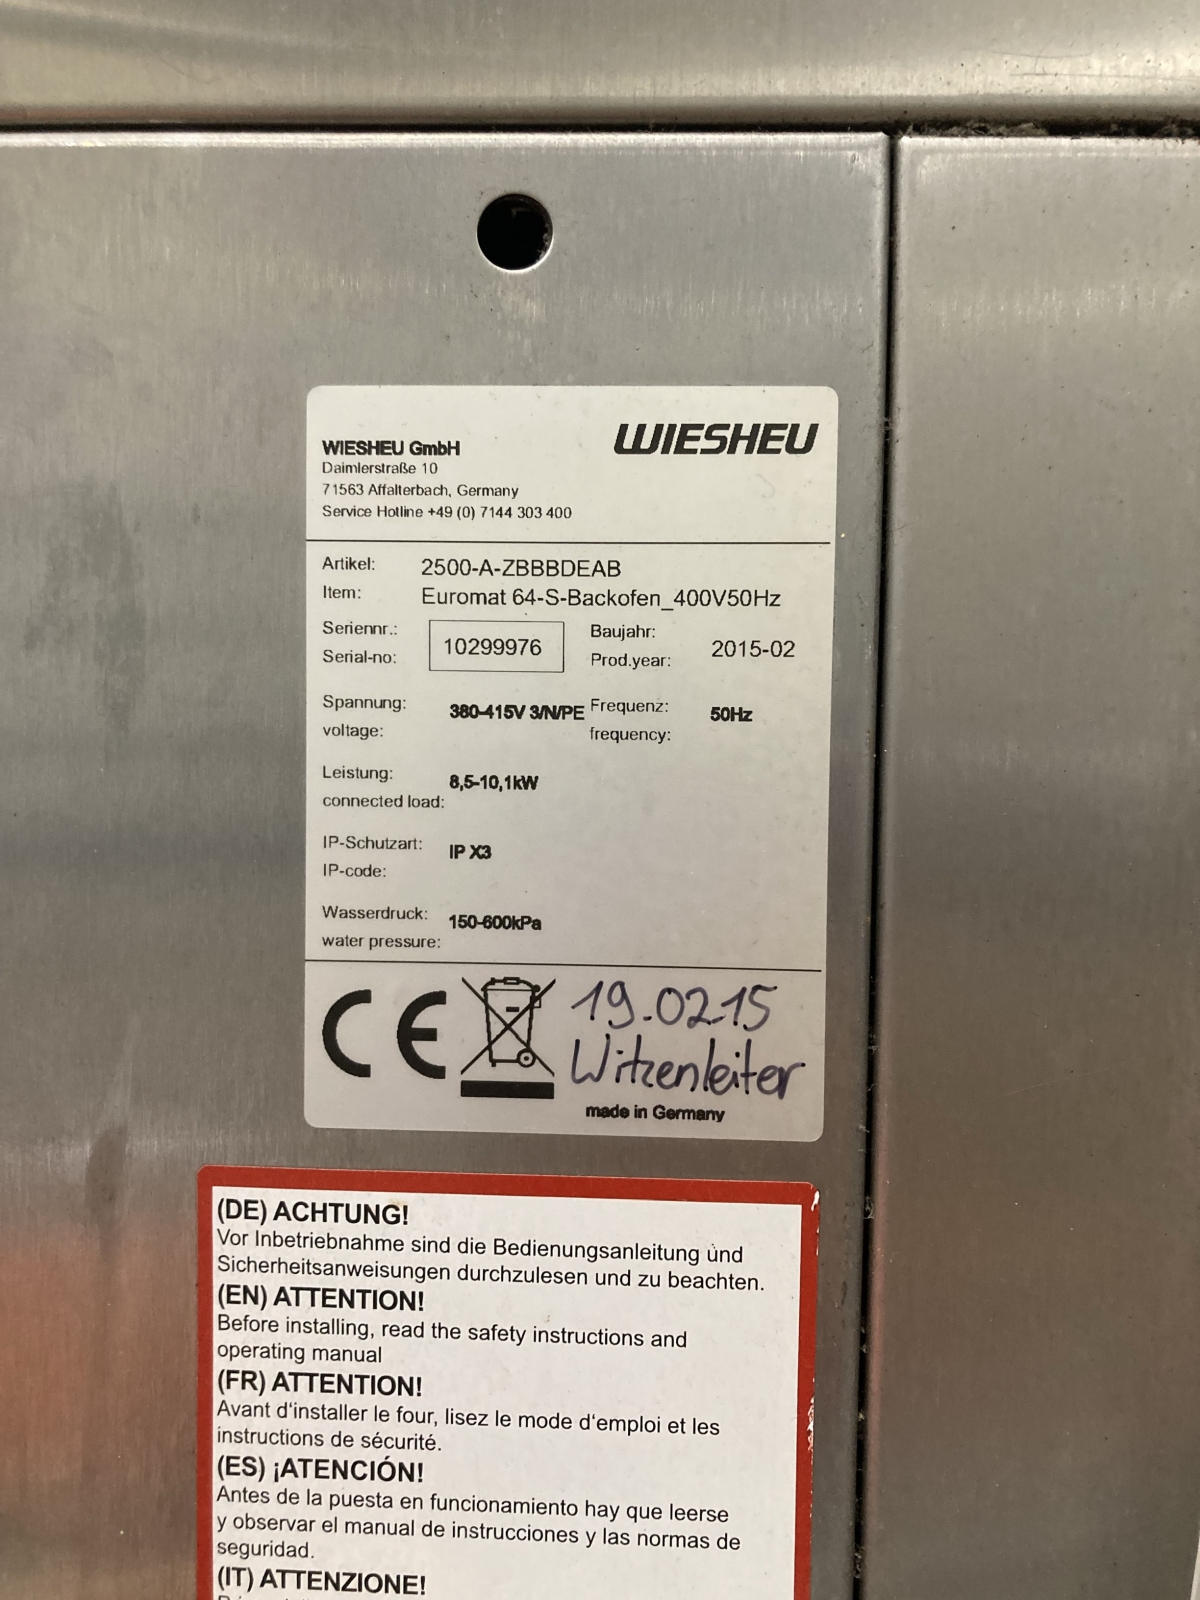 WIESHEU GmbH
WIESHEU
Daimlerstraße 10
71563 Affalterbach, Germany
Service Hotline +49 (0) 7144 303 400
Artikel: 2500-A-ZBBBDEAB
Item: Euromat 64-S-Backofen_400V50Hz
Seriennr.: Baujahr:
10299976 2015-02
Serial-no: Prod.year:
Spannung: Frequenz:
380-415V 3/N/PE 50Hz
voltage: frequency:
Leistung:
8,5-10,1kW
connected load:
IP-Schutzart:
IP X3
IP-code:
Wasserdruck:
150-600kPa
water pressure:
CE
19.02.15
Witzenleiter
made in Germany
(DE) ACHTUNG!
Vor Inbetriebnahme sind die Bedienungsanleitung und
Sicherheitsanweisungen durchzulesen und zu beachten.
(EN) ATTENTION!
Before installing, read the safety instructions and
operating manual
(FR) ATTENTION!
Avant d'installer le four, lisez le mode d'emploi et les
instructions de sécurité.
(ES) ¡ATENCIÓN!
Antes de la puesta en funcionamiento hay que leerse
y observar el manual de instrucciones y las normas de
seguridad.
(IT) ATTENZIONE!